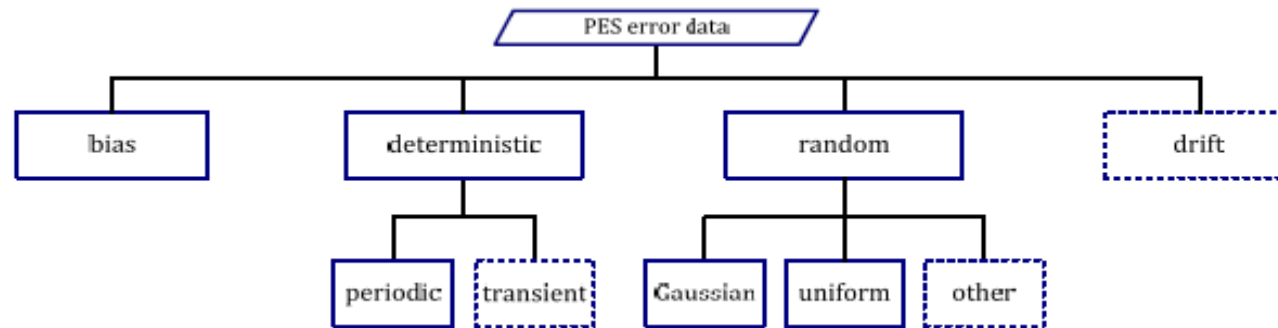 PES error data
bias
deterministic
random
drift
periodic
transient
Gaussian
uniform
other